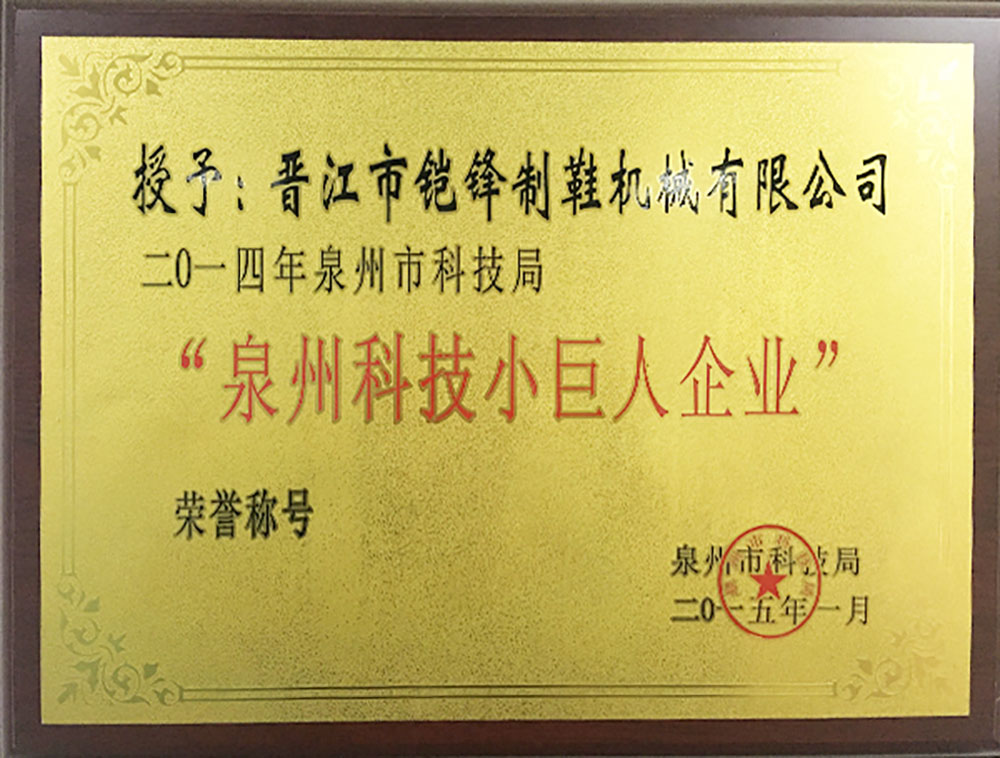 授予：晋江市铠锋制鞋机械有限公司
二0一四年泉州市科技局
“泉州科技小巨人企业”
荣誉称号
泉州市科技局
二0一五年一月